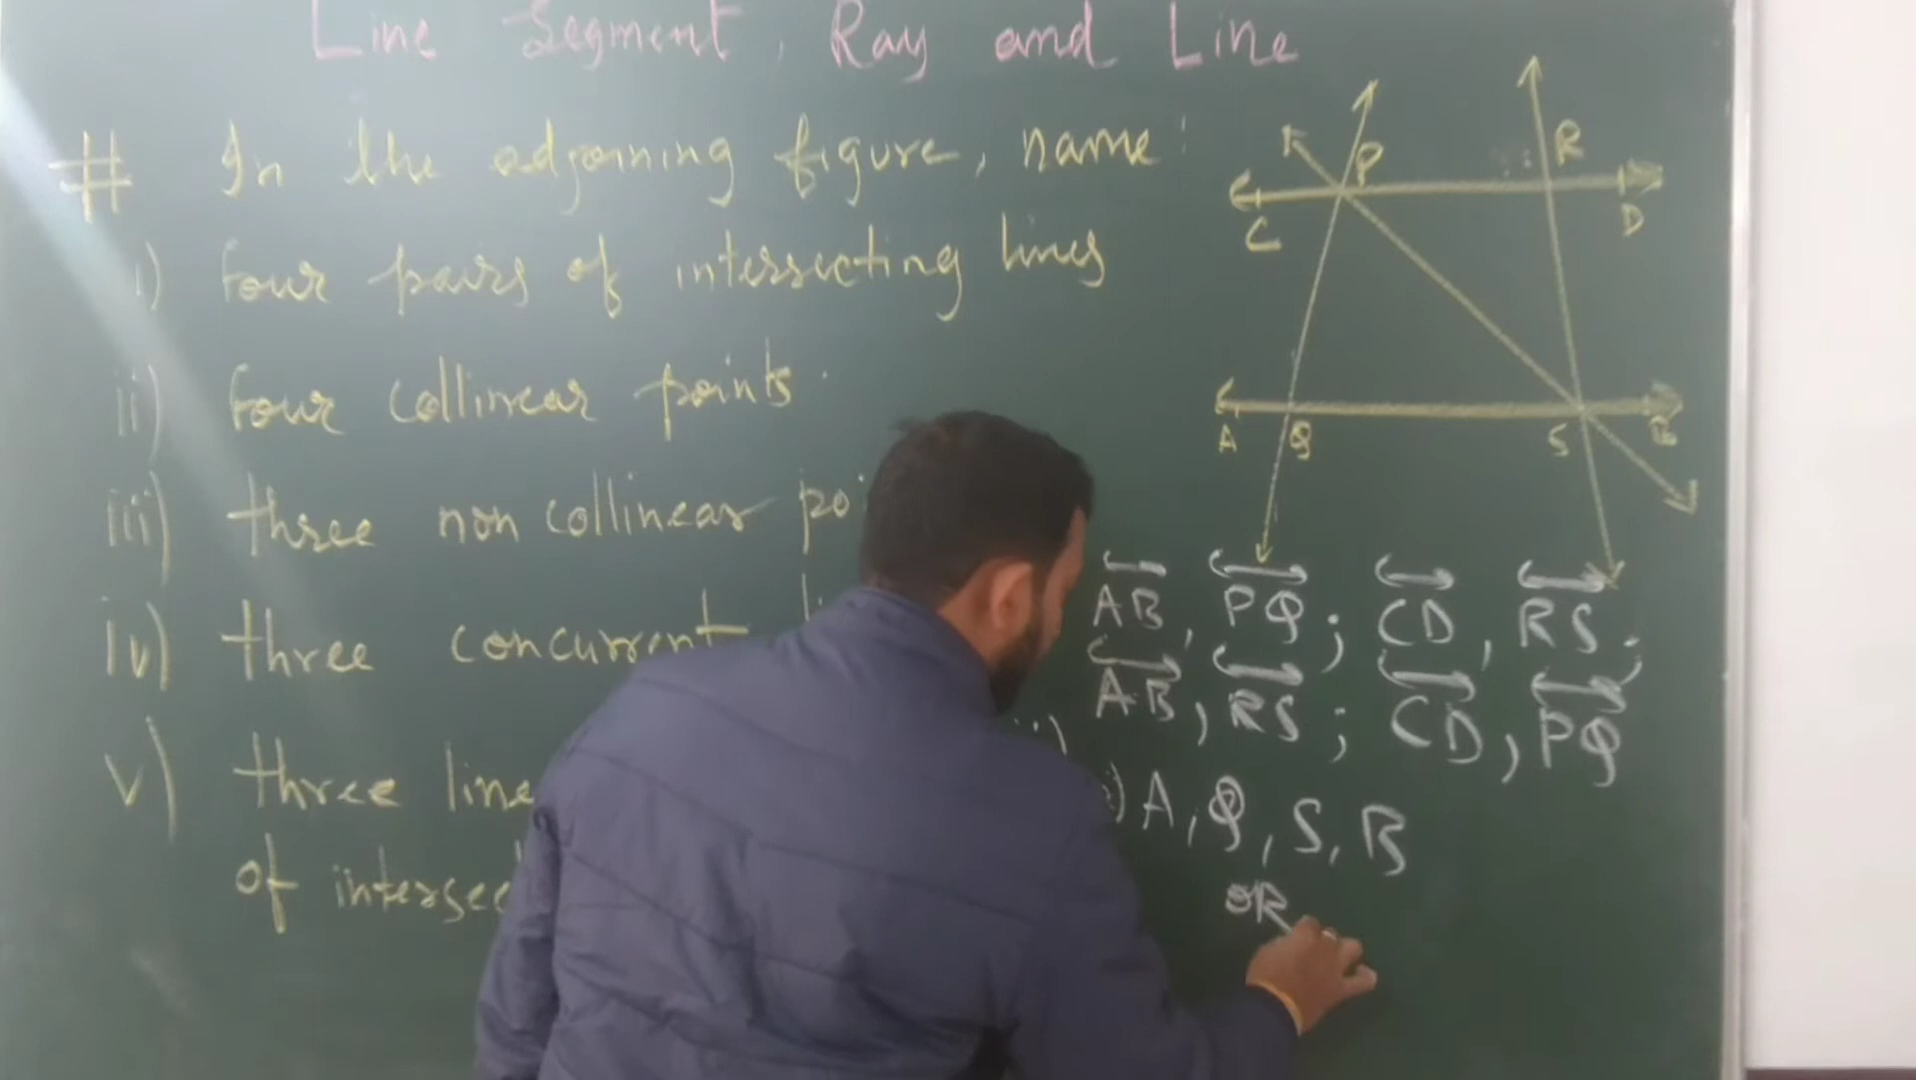 Line Segment, Ray and Line
# In the adjoining figure, name:
i) four pairs of intersecting lines
ii) four collinear points.
iii) three non collinear poi
iv) three concurrent
v) three line
of intersec
P
R
C
D
A
Q
S
B
AB, PQ; CD, RS;
AB, RS; CD, PQ
ii)
A, Q, S, B
OR